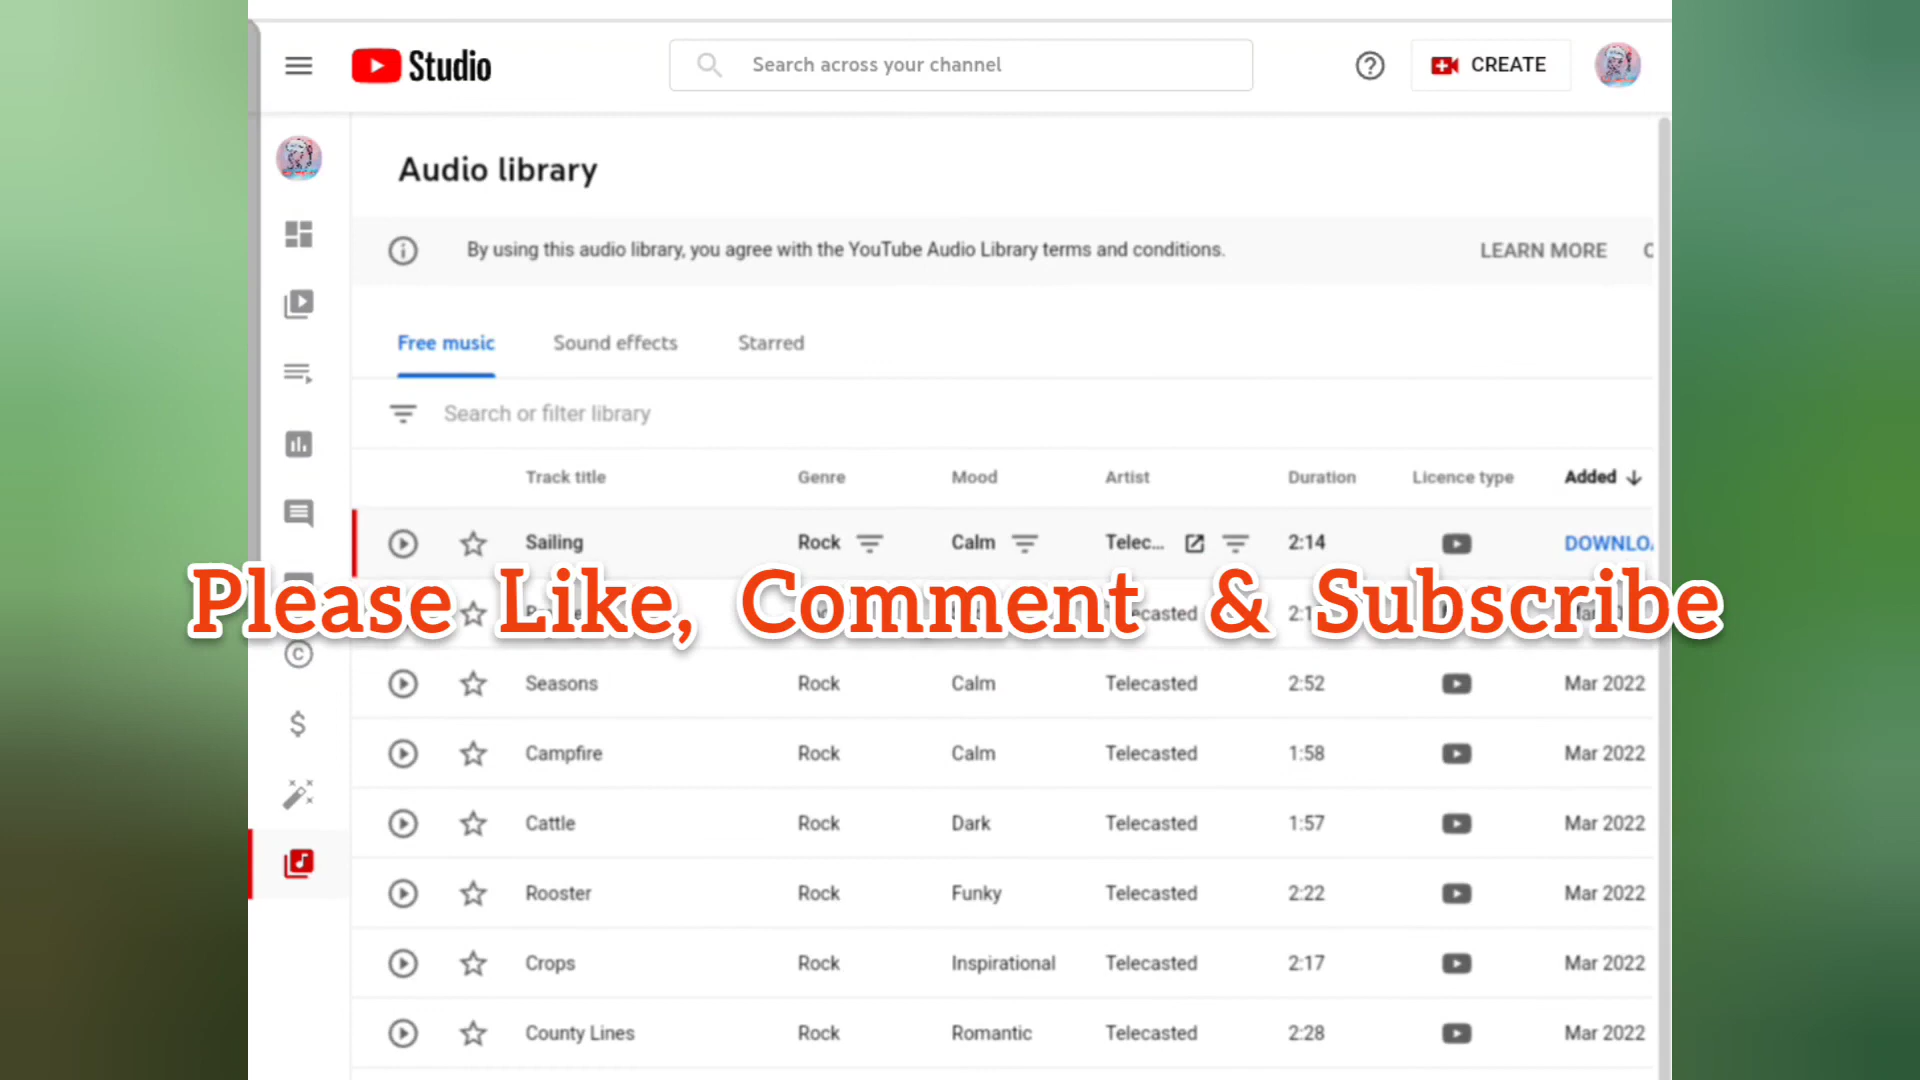 Studio
Search across your channel
CREATE
Audio library
By using this audio library, you agree with the YouTube Audio Library terms and conditions.
LEARN MORE
Free music Sound effects Starred
Search or filter library
Track title Genre Mood Artist Duration Licence type Added
Sailing Rock Calm Telec... 2:14 DOWNLOA
Please Like, Comment & Subscribe
Seasons Rock Calm Telecasted 2:52 Mar 2022
Campfire Rock Calm Telecasted 1:58 Mar 2022
Cattle Rock Dark Telecasted 1:57 Mar 2022
Rooster Rock Funky Telecasted 2:22 Mar 2022
Crops Rock Inspirational Telecasted 2:17 Mar 2022
County Lines Rock Romantic Telecasted 2:28 Mar 2022